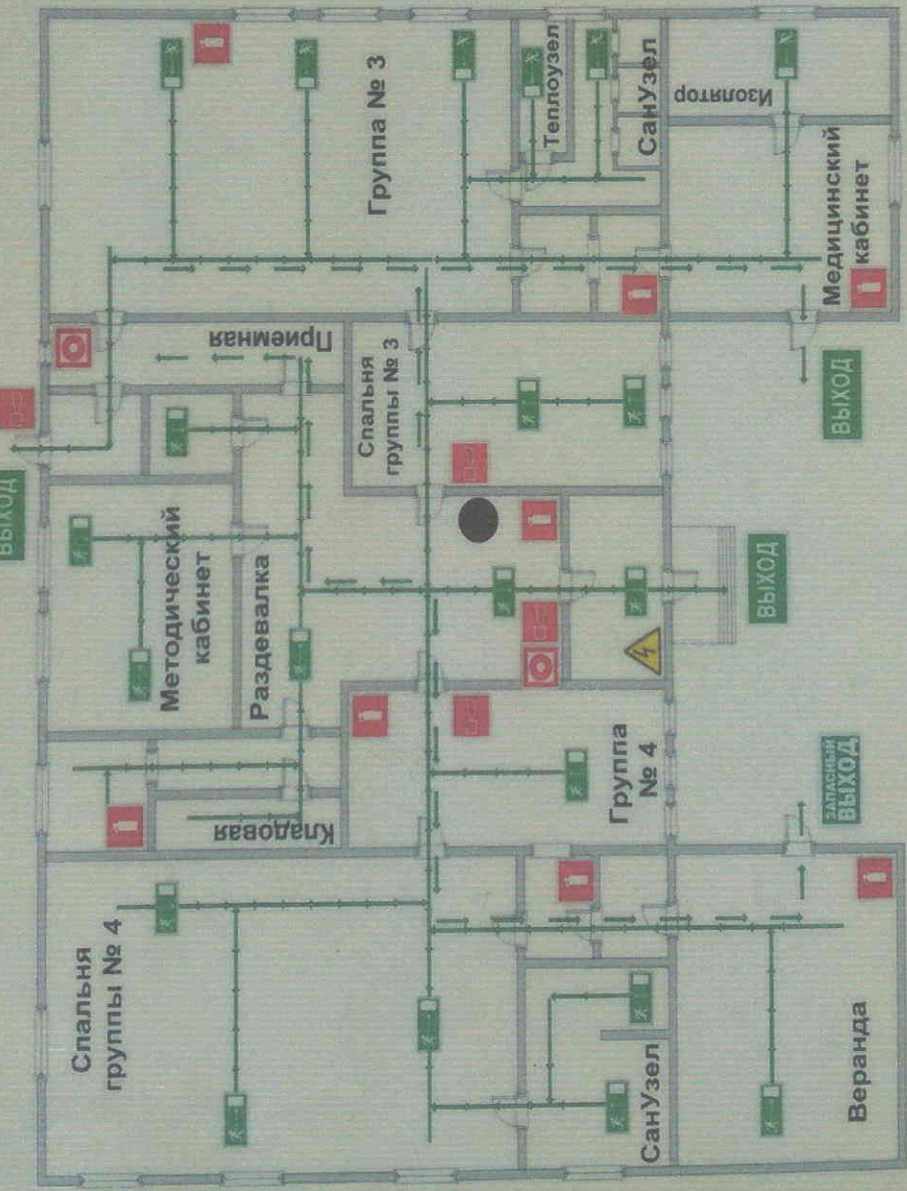 Группа № 3
Теплоузел
СанУзел
Изолятор
Медицинский
кабинет
Приемная
Спальня
группы № 3
ВЫХОД
ВЫХОД
Методический
кабинет
Раздевалка
ВЫХОД
Кладовая
Группа
№ 4
ЗАПАСНЫЙ
ВЫХОД
Спальня
группы № 4
СанУзел
Веранда